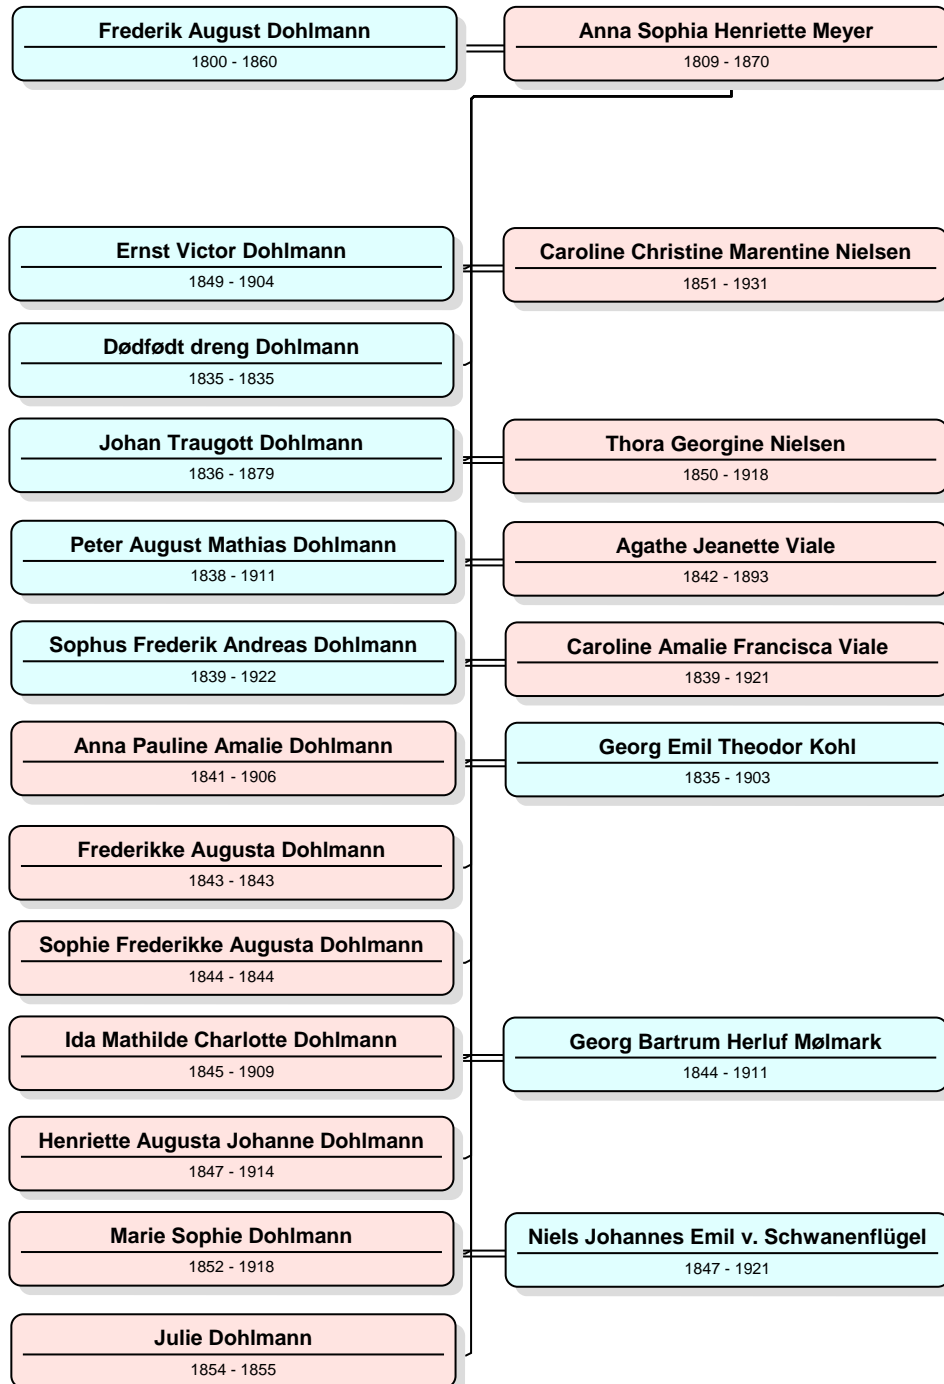 Frederik August Dohlmann
1800 - 1860
Anna Sophia Henriette Meyer
1809 - 1870
Ernst Victor Dohlmann
1849 - 1904
Caroline Christine Marentine Nielsen
1851 - 1931
Dødfødt dreng Dohlmann
1835 - 1835
Johan Traugott Dohlmann
1836 - 1879
Thora Georgine Nielsen
1850 - 1918
Peter August Mathias Dohlmann
1838 - 1911
Agathe Jeanette Viale
1842 - 1893
Sophus Frederik Andreas Dohlmann
1839 - 1922
Caroline Amalie Francisca Viale
1839 - 1921
Anna Pauline Amalie Dohlmann
1841 - 1906
Georg Emil Theodor Kohl
1835 - 1903
Frederikke Augusta Dohlmann
1843 - 1843
Sophie Frederikke Augusta Dohlmann
1844 - 1844
Ida Mathilde Charlotte Dohlmann
1845 - 1909
Georg Bartrum Herluf Mølmark
1844 - 1911
Henriette Augusta Johanne Dohlmann
1847 - 1914
Marie Sophie Dohlmann
1852 - 1918
Niels Johannes Emil v. Schwanenflügel
1847 - 1921
Julie Dohlmann
1854 - 1855